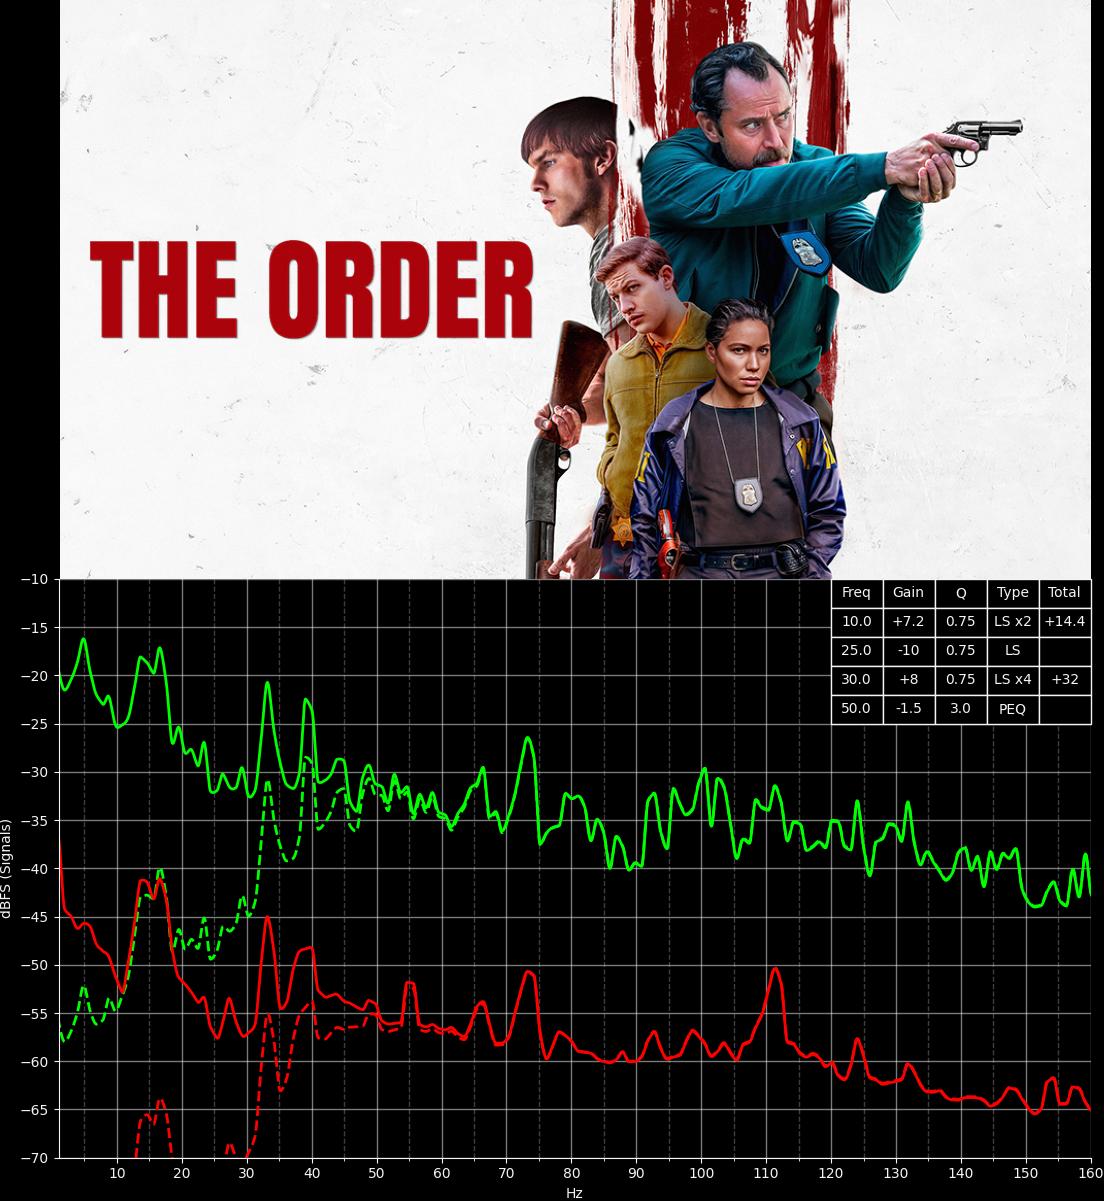 THE ORDER
Freq Gain Q Type Total
10.0 +7.2 0.75 LS x2 +14.4
25.0 -10 0.75 LS
30.0 +8 0.75 LS x4 +32
50.0 -1.5 3.0 PEQ
−10
−15
−20
−25
−30
−35
−40
−45
−50
−55
−60
−65
−70
dBFS (Signals)
10 20 30 40 50 60 70 80 90 100 110 120 130 140 150 160
Hz